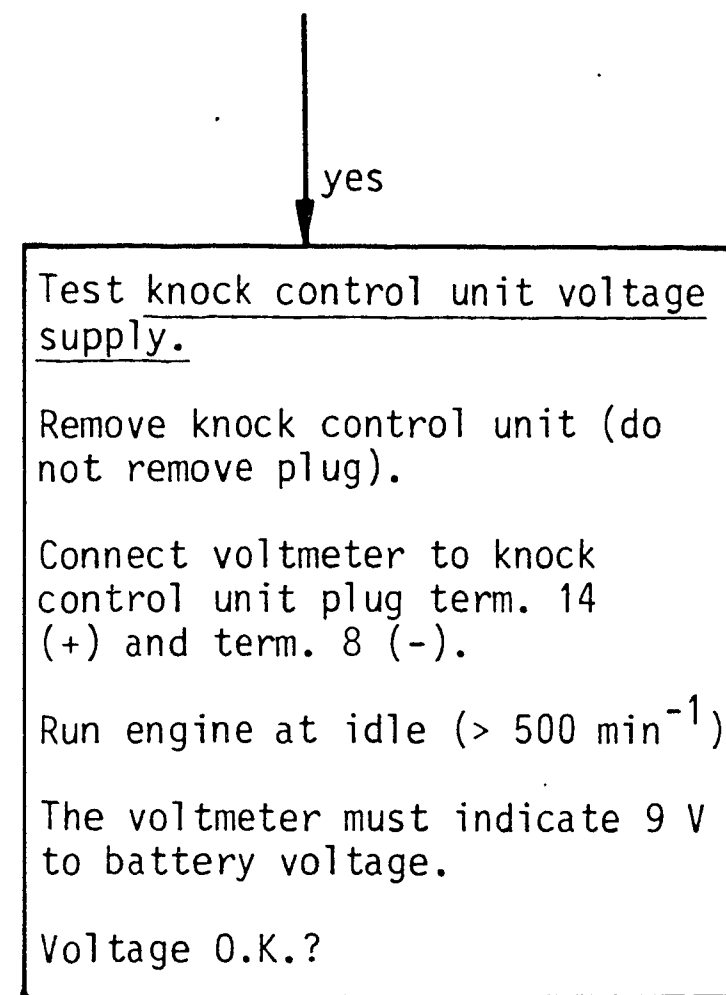 yes
Test knock control unit voltage
supply.
Remove knock control unit (do
not remove plug).
Connect voltmeter to knock
control unit plug term. 14
(+) and term. 8 (-).
Run engine at idle (> 500 min⁻¹)
The voltmeter must indicate 9 V
to battery voltage.
Voltage O.K.?